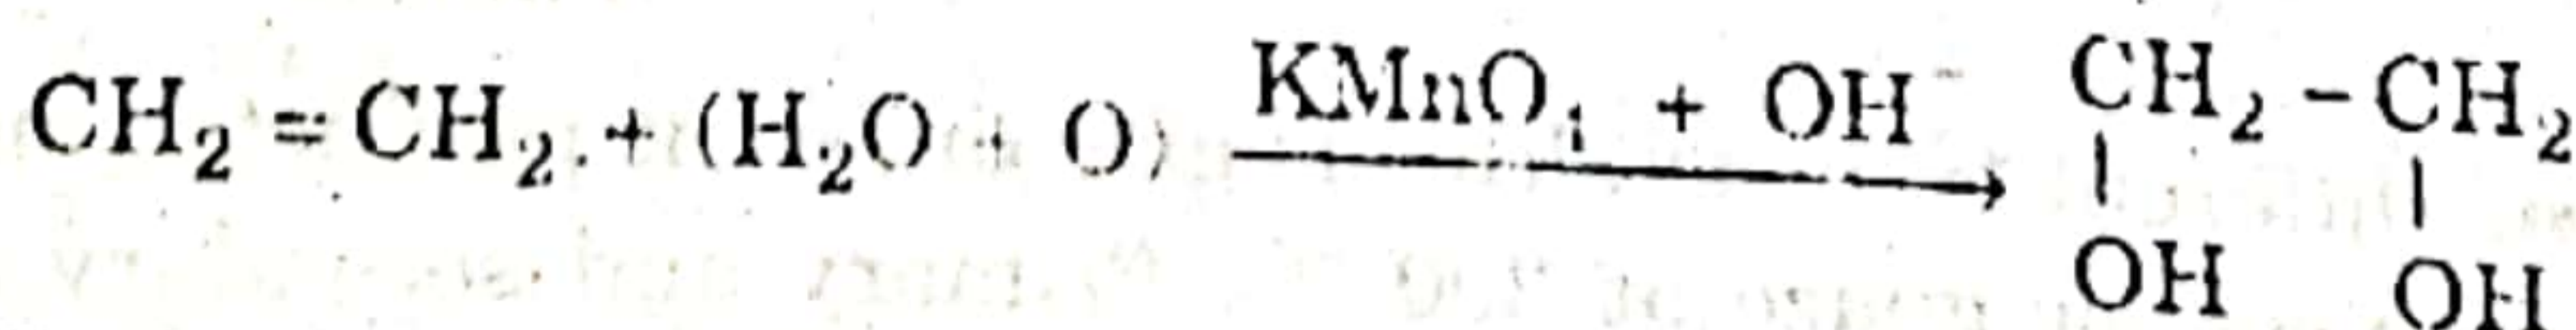 CH₂ = CH₂ + (H₂O + O) KMnO₄ + OH⁻ → CH₂ – CH₂
| |
OH OH